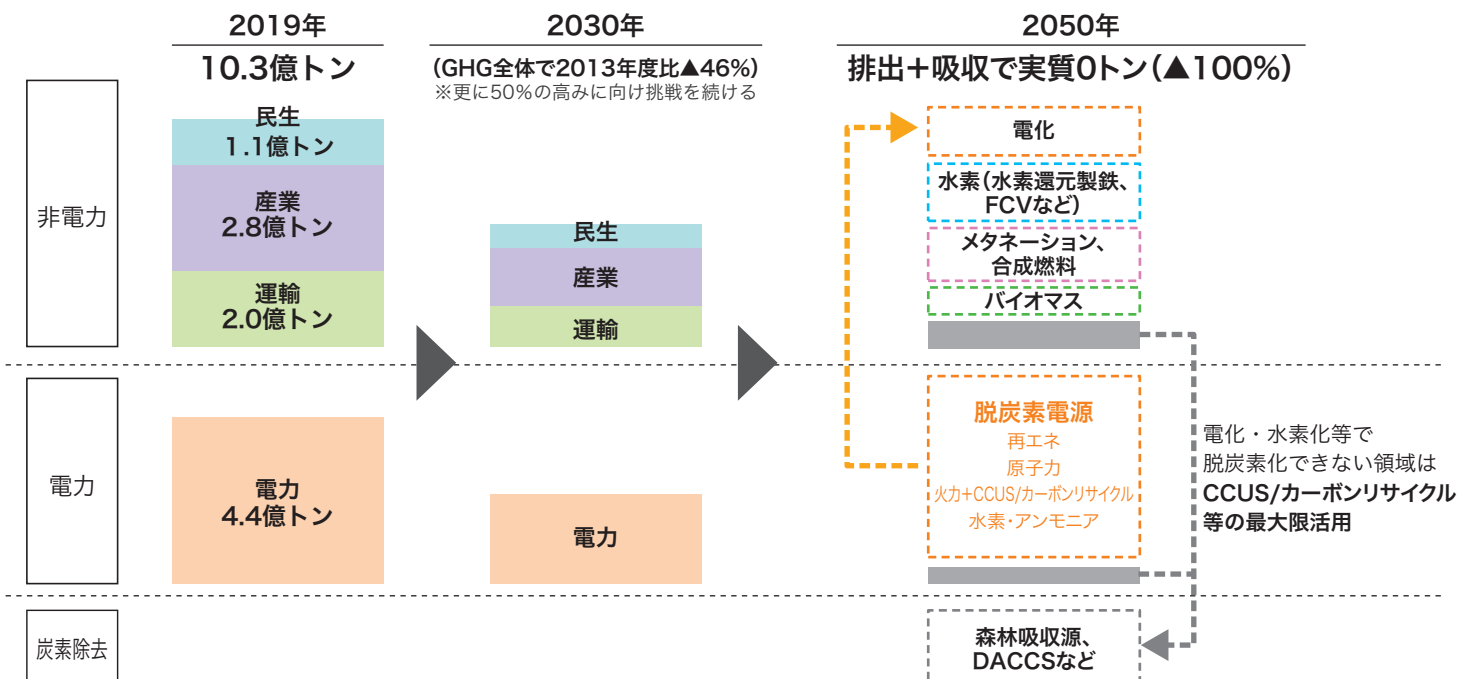 2019年
10.3億トン
2030年
(GHG全体で2013年度比▲46%)
※更に50%の高みに向け挑戦を続ける
2050年
排出＋吸収で実質0トン(▲100%)
非電力
民生
1.1億トン
産業
2.8億トン
運輸
2.0億トン
民生
産業
運輸
電化
水素(水素還元製鉄、
FCVなど)
メタネーション、
合成燃料
バイオマス
電力
電力
4.4億トン
電力
脱炭素電源
再エネ
原子力
火力+CCUS/カーボンリサイクル
水素・アンモニア
電化・水素化等で
脱炭素化できない領域は
CCUS/カーボンリサイクル
等の最大限活用
炭素除去
森林吸収源、
DACCSなど